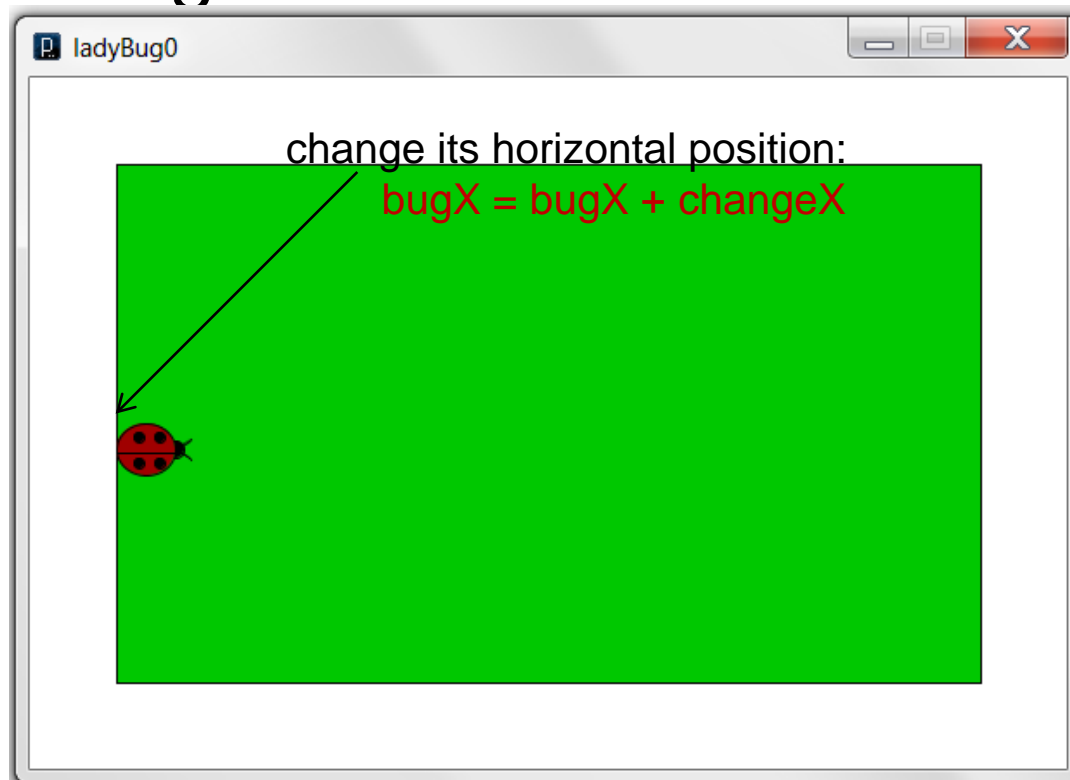 ladyBug0
change its horizontal position:
bugX = bugX + changeX